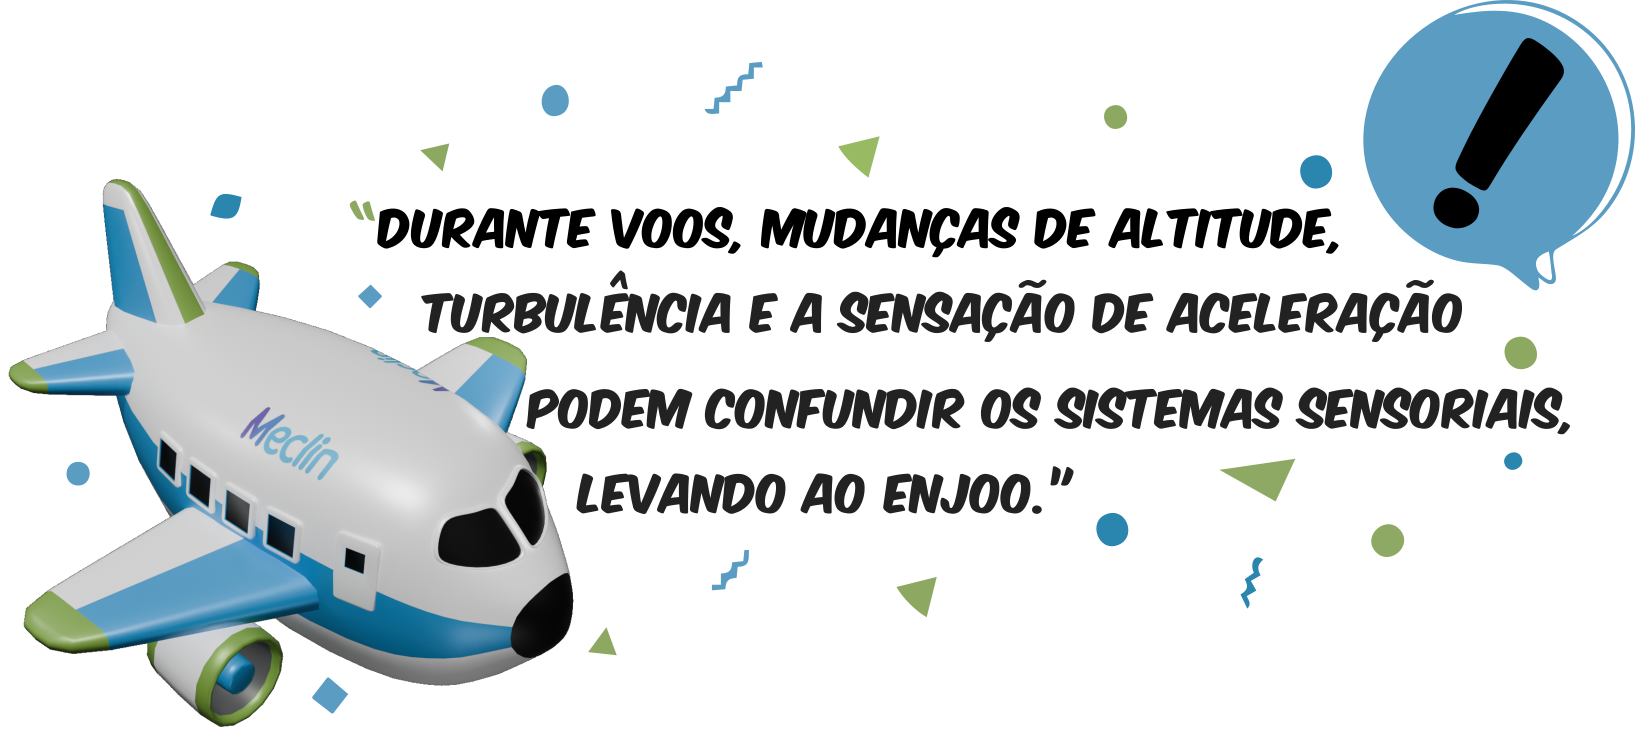 “DURANTE VOOS, MUDANÇAS DE ALTITUDE,
TURBULÊNCIA E A SENSAÇÃO DE ACELERAÇÃO
PODEM CONFUNDIR OS SISTEMAS SENSORIAIS,
LEVANDO AO ENJOO.”
Meclin
!